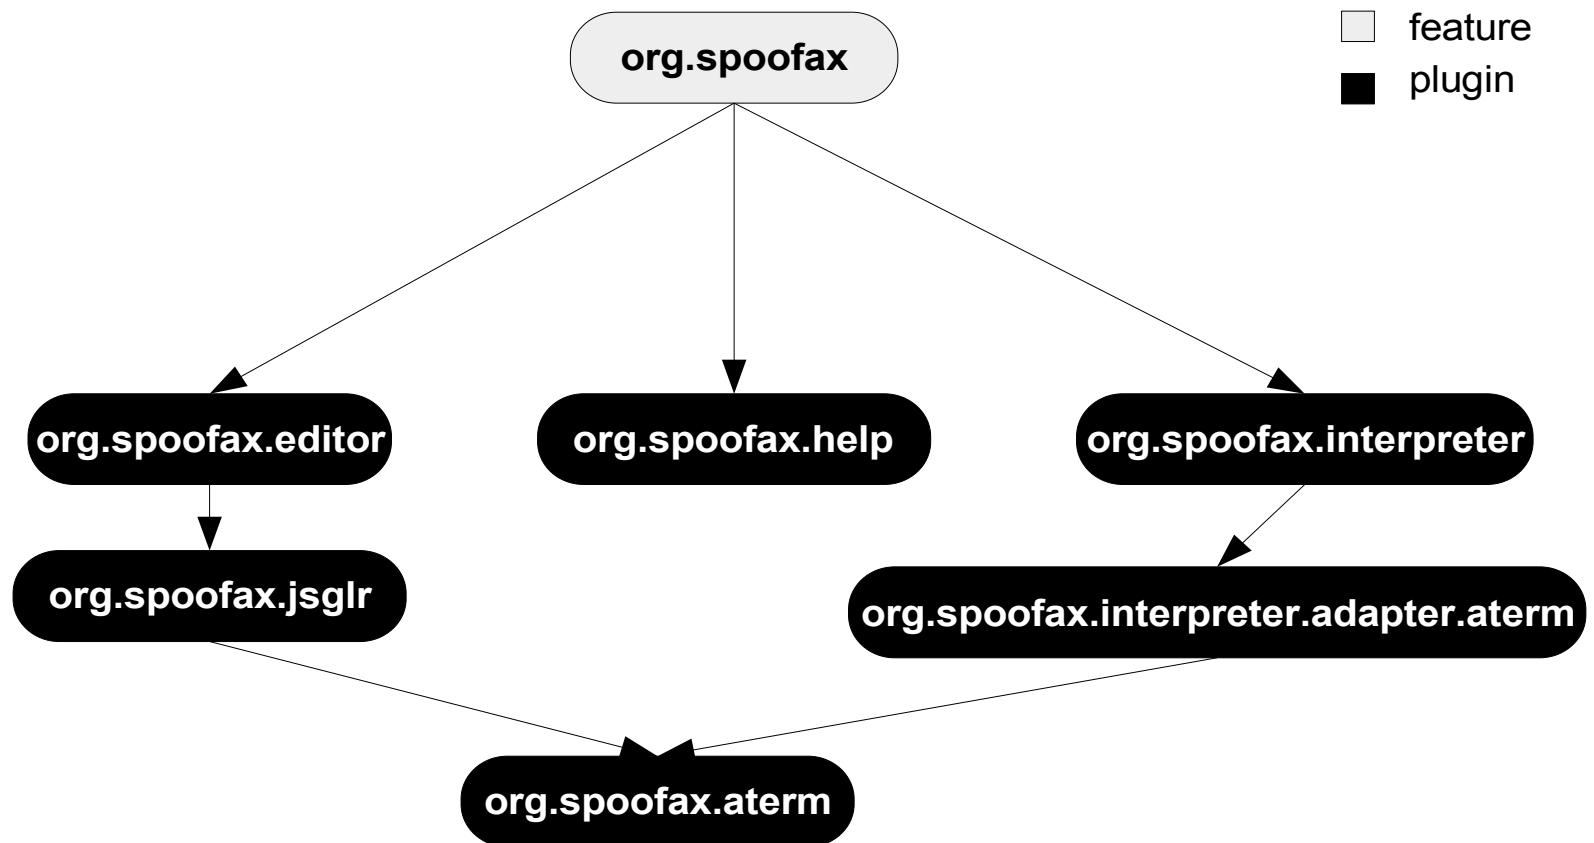 org.spoofax
feature
plugin
org.spoofax.editor
org.spoofax.help
org.spoofax.interpreter
org.spoofax.jsglr
org.spoofax.interpreter.adapter.aterm
org.spoofax.aterm